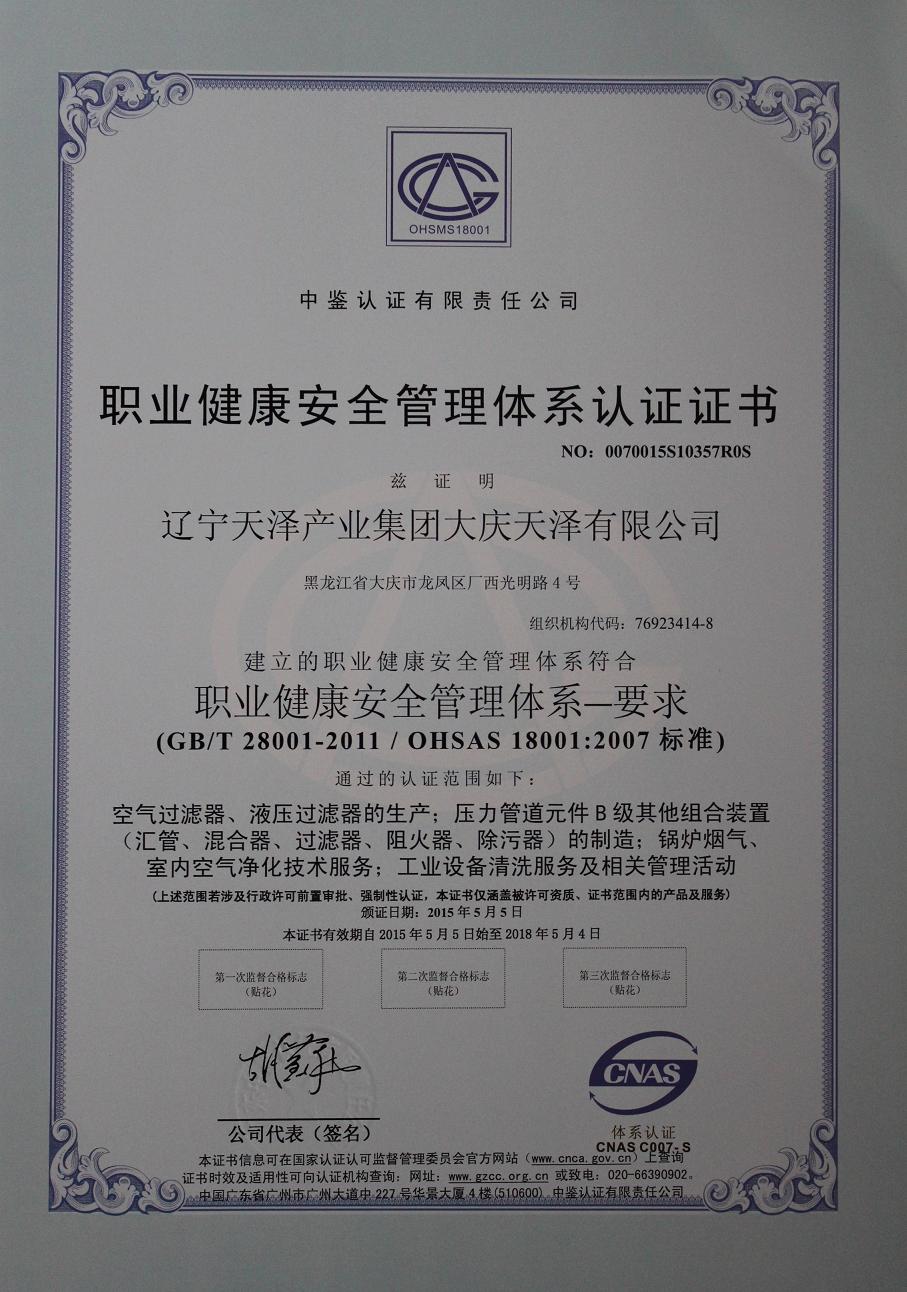 OHSMS18001
中鉴认证有限责任公司
职业健康安全管理体系认证证书
NO：0070015S10357R0S
兹 证 明
辽宁天泽产业集团大庆天泽有限公司
黑龙江省大庆市龙凤区厂西光明路 4 号
组织机构代码：76923414-8
建立的职业健康安全管理体系符合
职业健康安全管理体系—要求
(GB/T 28001-2011 / OHSAS 18001:2007 标准)
通过的认证范围如下：
空气过滤器、液压过滤器的生产；压力管道元件 B 级其他组合装置
（汇管、混合器、过滤器、阻火器、除污器）的制造；锅炉烟气、
室内空气净化技术服务；工业设备清洗服务及相关管理活动
(上述范围若涉及行政许可前置审批、强制性认证，本证书仅涵盖被许可资质、证书范围内的产品及服务)
颁证日期：2015 年 5 月 5 日
本证书有效期自 2015 年 5 月 5 日始至 2018 年 5 月 4 日
第一次监督合格标志
（贴花）
第二次监督合格标志
（贴花）
第三次监督合格标志
（贴花）
CNAS
公司代表（签名）
体系认证
CNAS C007-S
本证书信息可在国家认证认可监督管理委员会官方网站（www.cnca.gov.cn）上查询
证书时效及适用性可向认证机构查询：网址：www.gzcc.org.cn 或致电：020-66390902。
中国广东省广州市广州大道中 227 号华景大厦 4 楼(510600) 中鉴认证有限责任公司